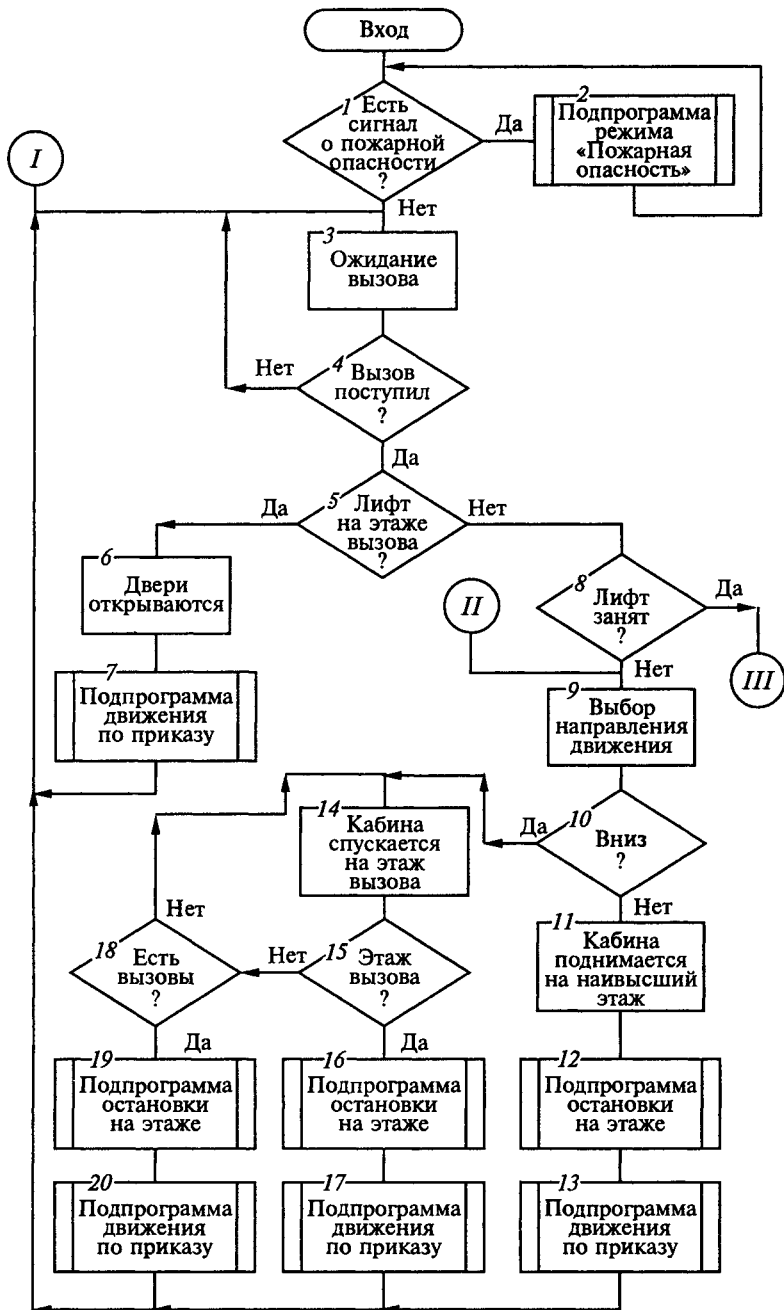 Вход
1 Есть
сигнал
о пожарной
опасности
?
Да
2
Подпрограмма
режима
«Пожарная
опасность»
I
Нет
3
Ожидание
вызова
Нет
4 Вызов
поступил
?
Да
Да
5 Лифт
на этаже
вызова
?
Нет
6
Двери
открываются
II
8 Лифт
занят
?
Да
III
Нет
7
Подпрограмма
движения
по приказу
9
Выбор
направления
движения
14
Кабина
спускается
на этаж
вызова
Да
10 Вниз
?
Нет
Нет
11
Кабина
поднимается
на наивысший
этаж
18 Есть
вызовы
?
Нет
15 Этаж
вызова
?
Да
Да
19
Подпрограмма
остановки
на этаже
16
Подпрограмма
остановки
на этаже
12
Подпрограмма
остановки
на этаже
20
Подпрограмма
движения
по приказу
17
Подпрограмма
движения
по приказу
13
Подпрограмма
движения
по приказу